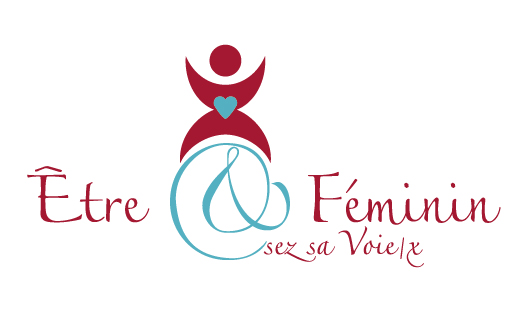 Être & Féminin
sez sa Voie/x